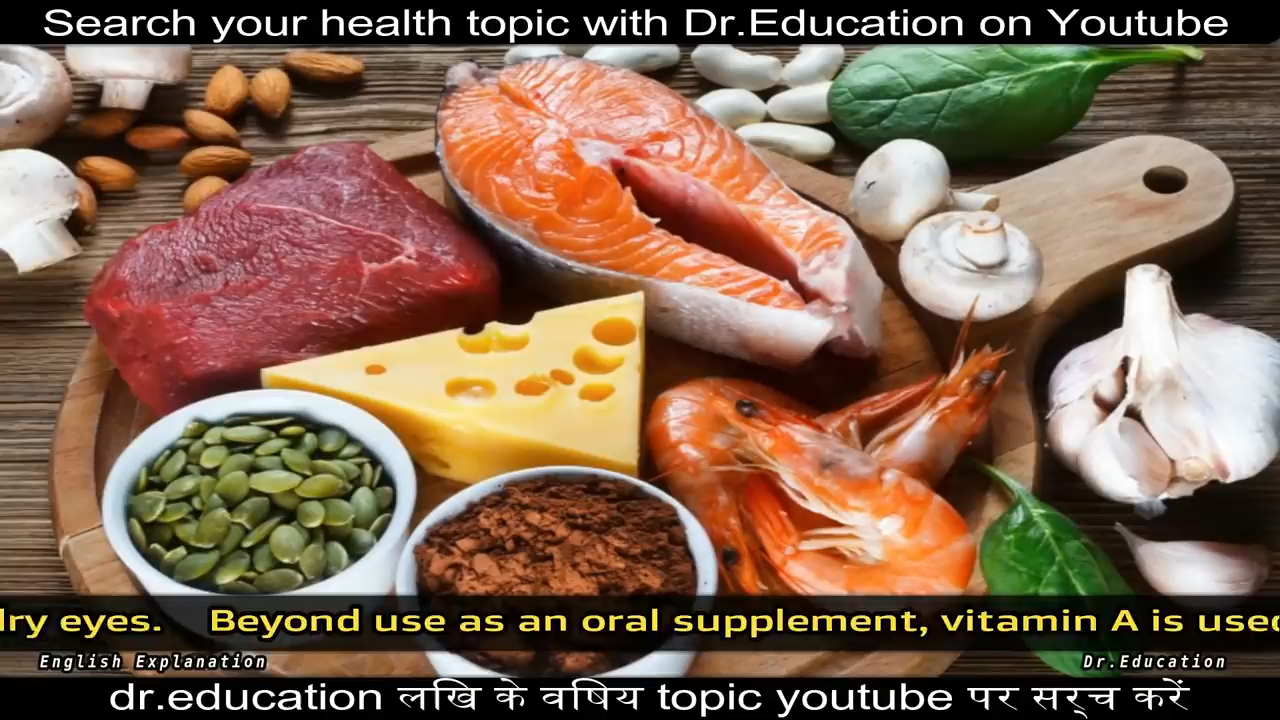 Search your health topic with Dr.Education on Youtube
dry eyes. Beyond use as an oral supplement, vitamin A is used
English Explanation
Dr.Education
dr.education लखि के वषिय topic youtube पर सर्च करें